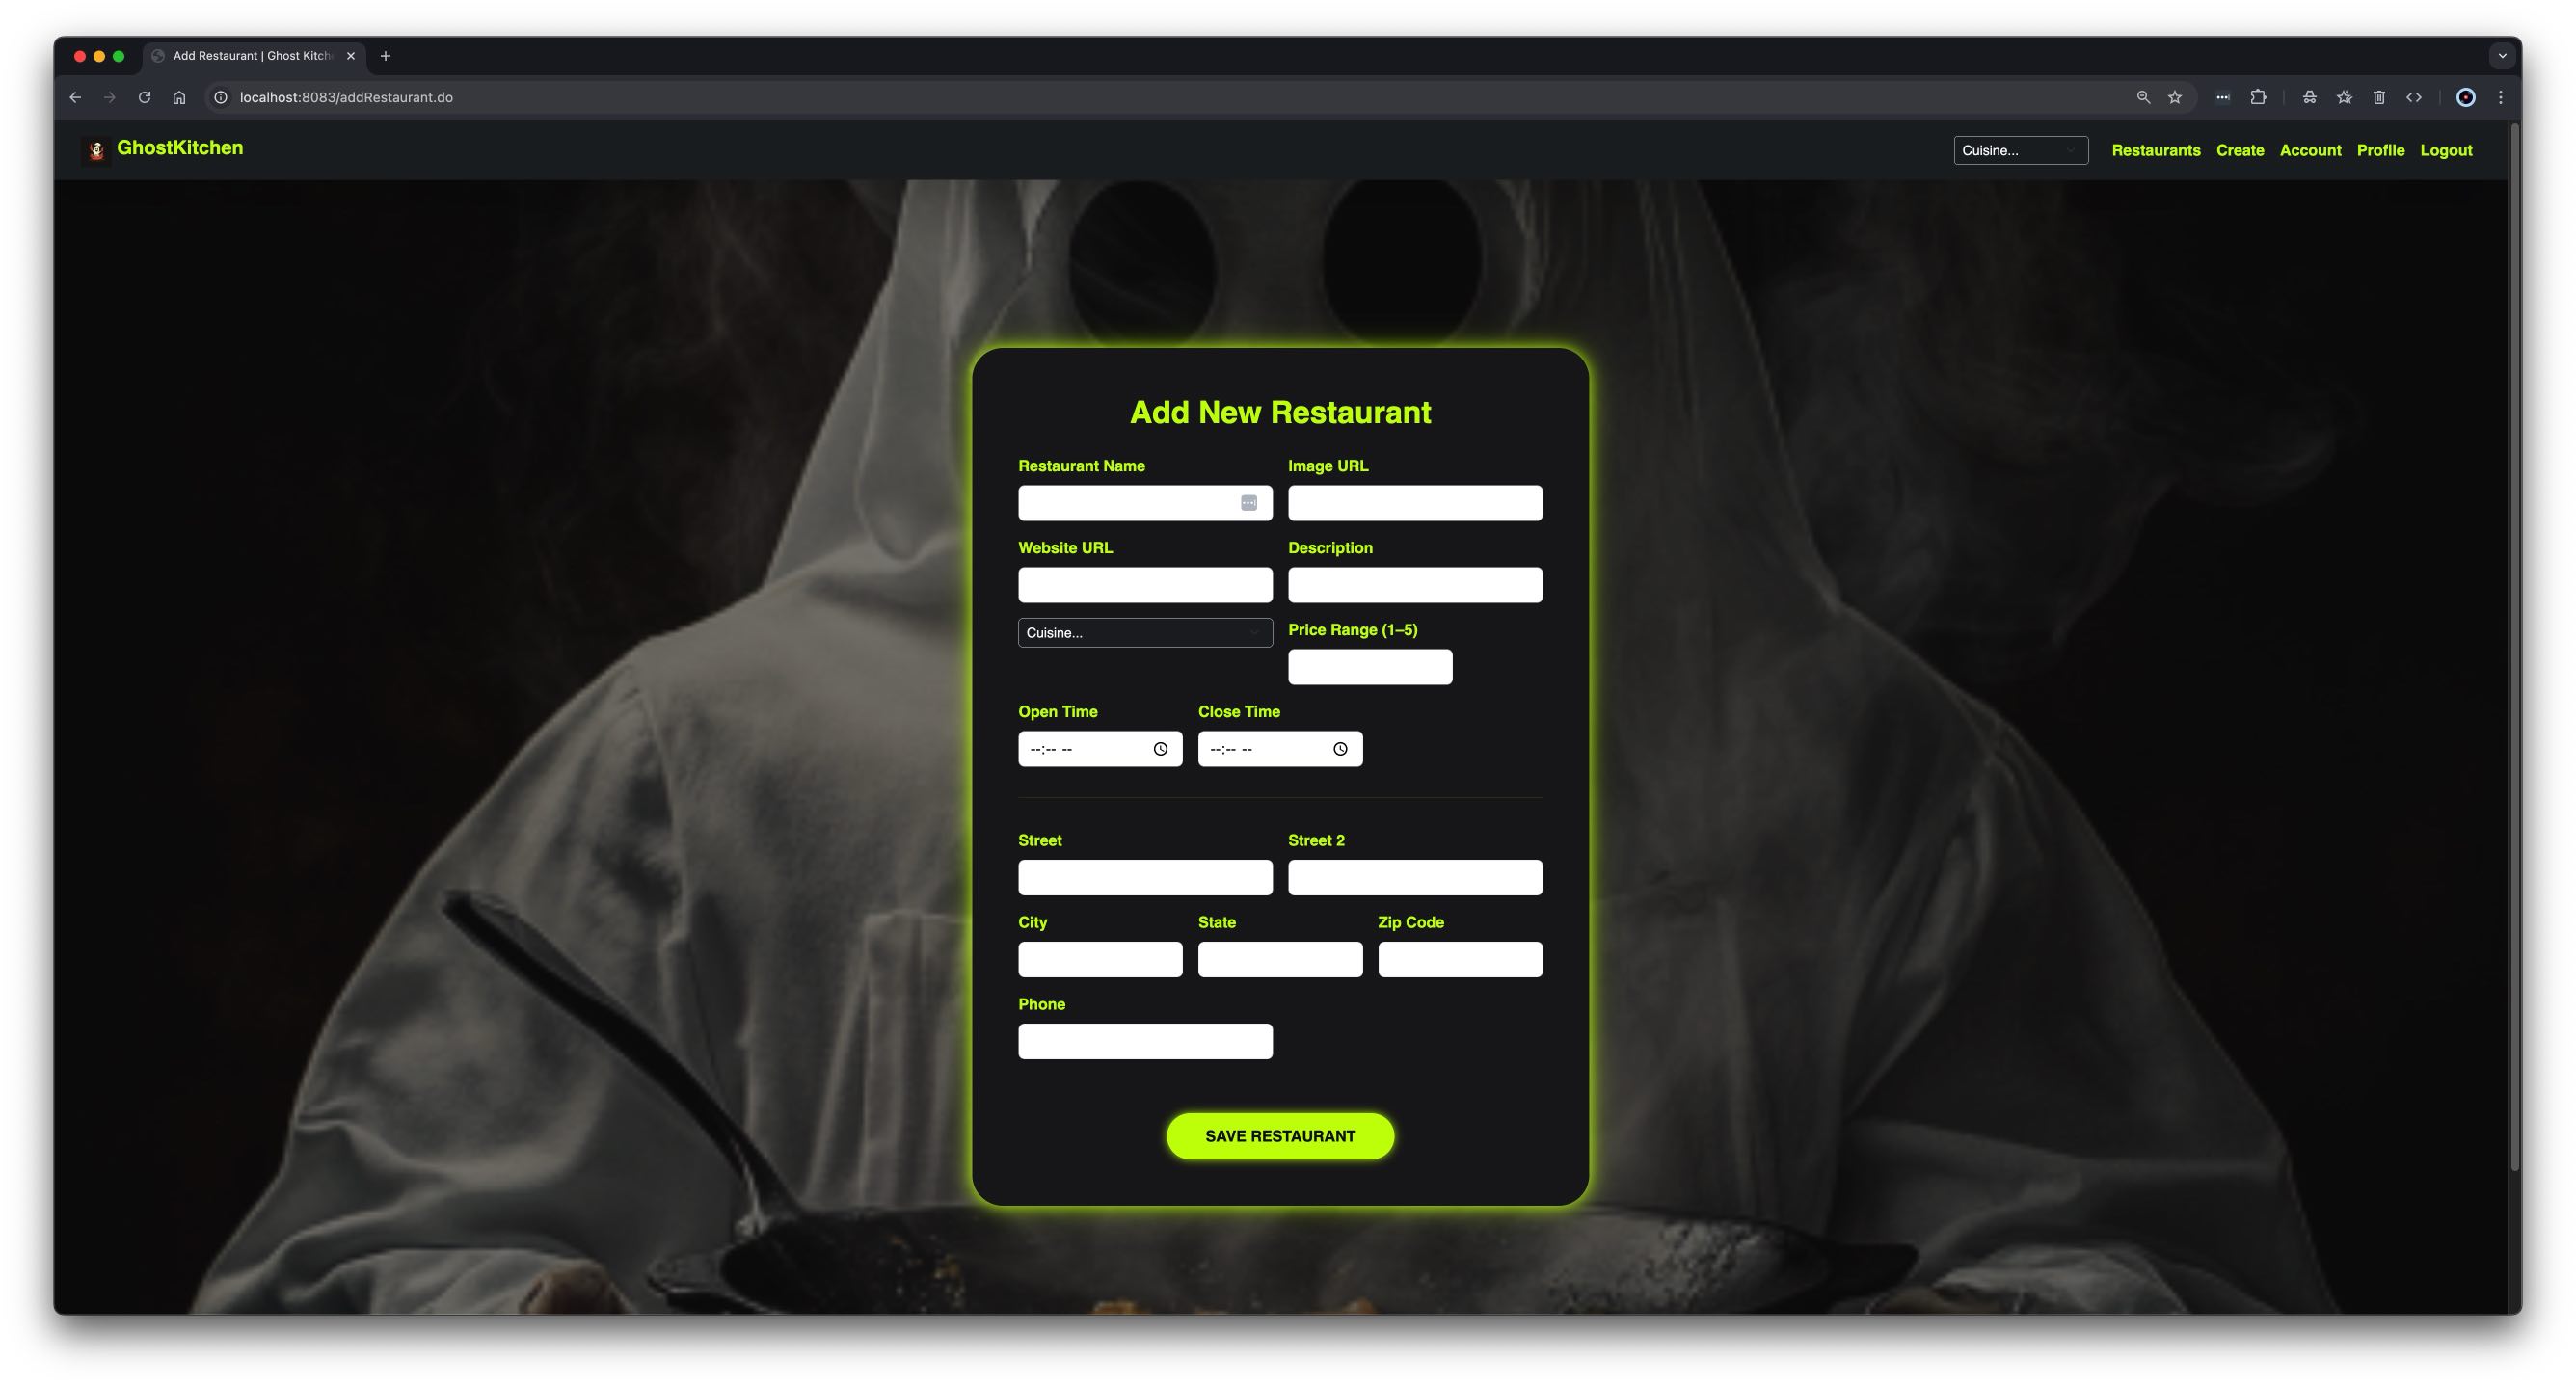 Add Restaurant | Ghost Kitch
localhost:8083/addRestaurant.do
GhostKitchen
Cuisine... Restaurants Create Account Profile Logout
Add New Restaurant
Restaurant Name Image URL
Website URL Description
Cuisine... Price Range (1–5)
Open Time Close Time
--:-- -- --:-- --
Street Street 2
City State Zip Code
Phone
SAVE RESTAURANT